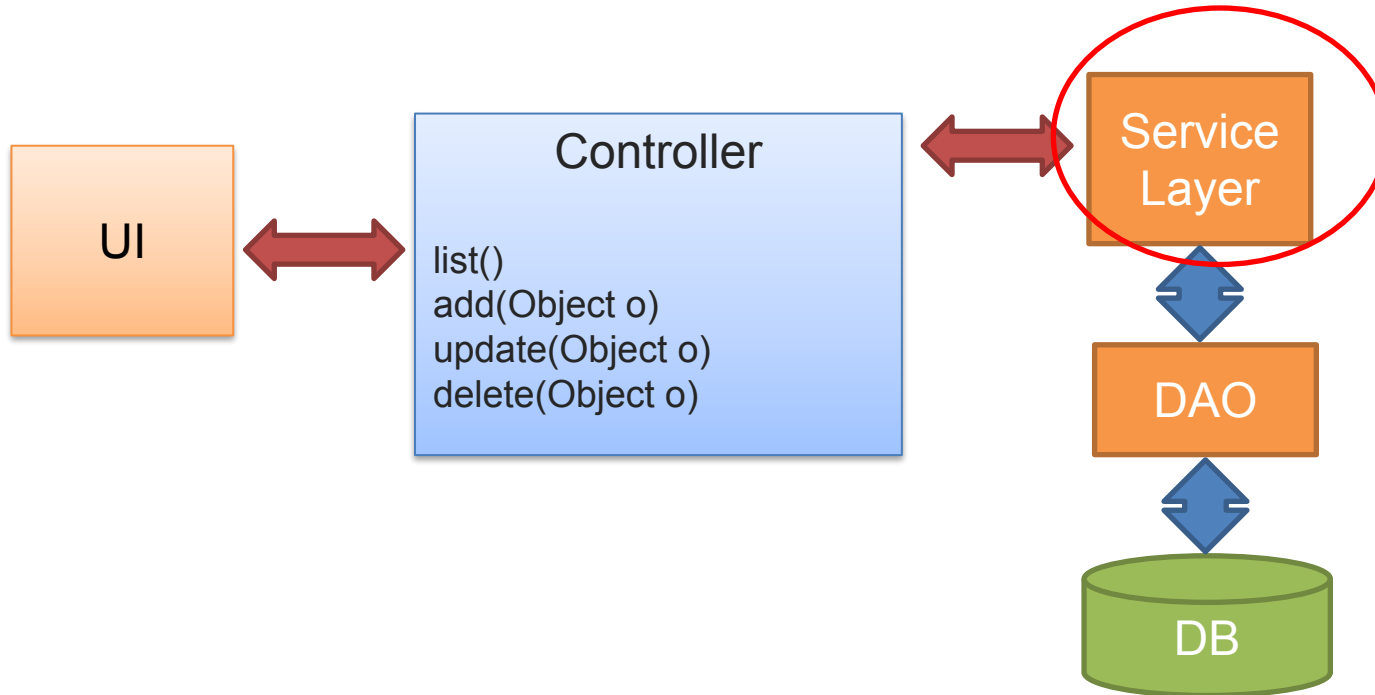 UI
Controller
list()
add(Object o)
update(Object o)
delete(Object o)
Service
Layer
DAO
DB